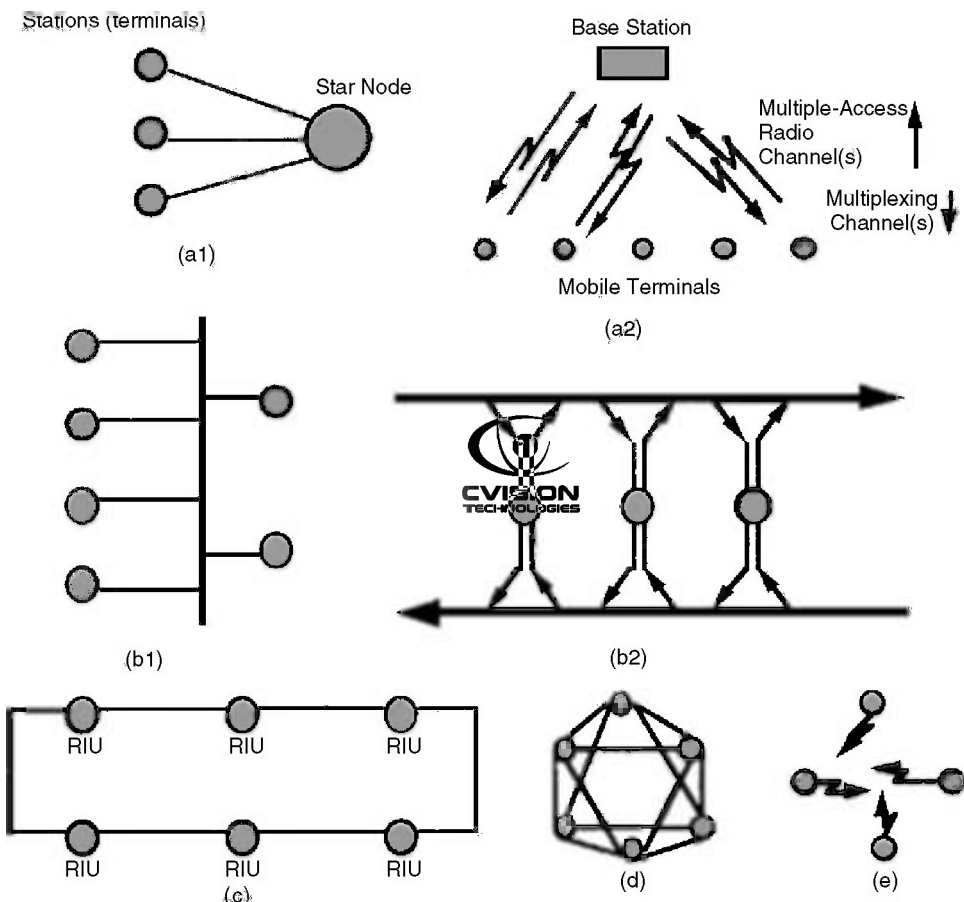 Stations (terminals)
Star Node
(a1)
Base Station
Multiple-Access
Radio
Channel(s)
Multiplexing
Channel(s)
Mobile Terminals
(a2)
(b1)
CVISION
TECHNOLOGIES
(b2)
RIU
RIU
RIU
RIU
RIU
RIU
(c)
(d)
(e)